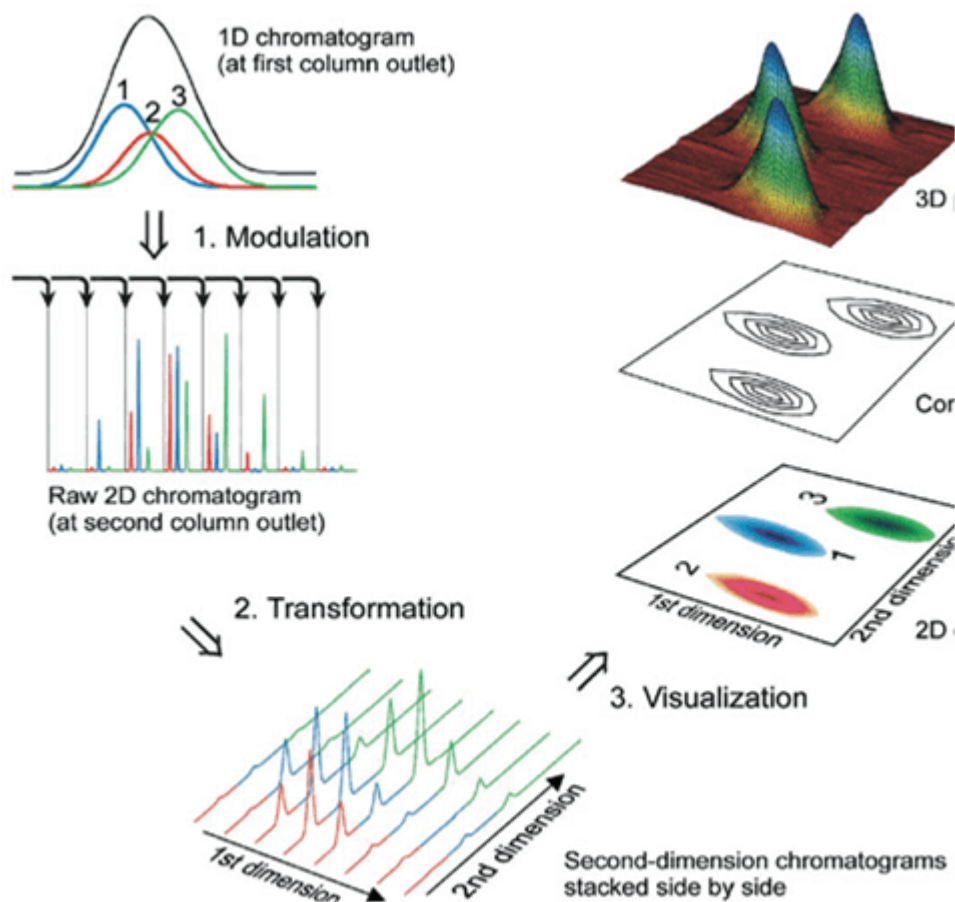 1D chromatogram
(at first column outlet)
1
2
3
1. Modulation
Raw 2D chromatogram
(at second column outlet)
2. Transformation
1st dimension
2nd dimension
Second-dimension chromatograms
stacked side by side
3. Visualization
3D
1
2
3
1st dimension
2nd dimension
2D